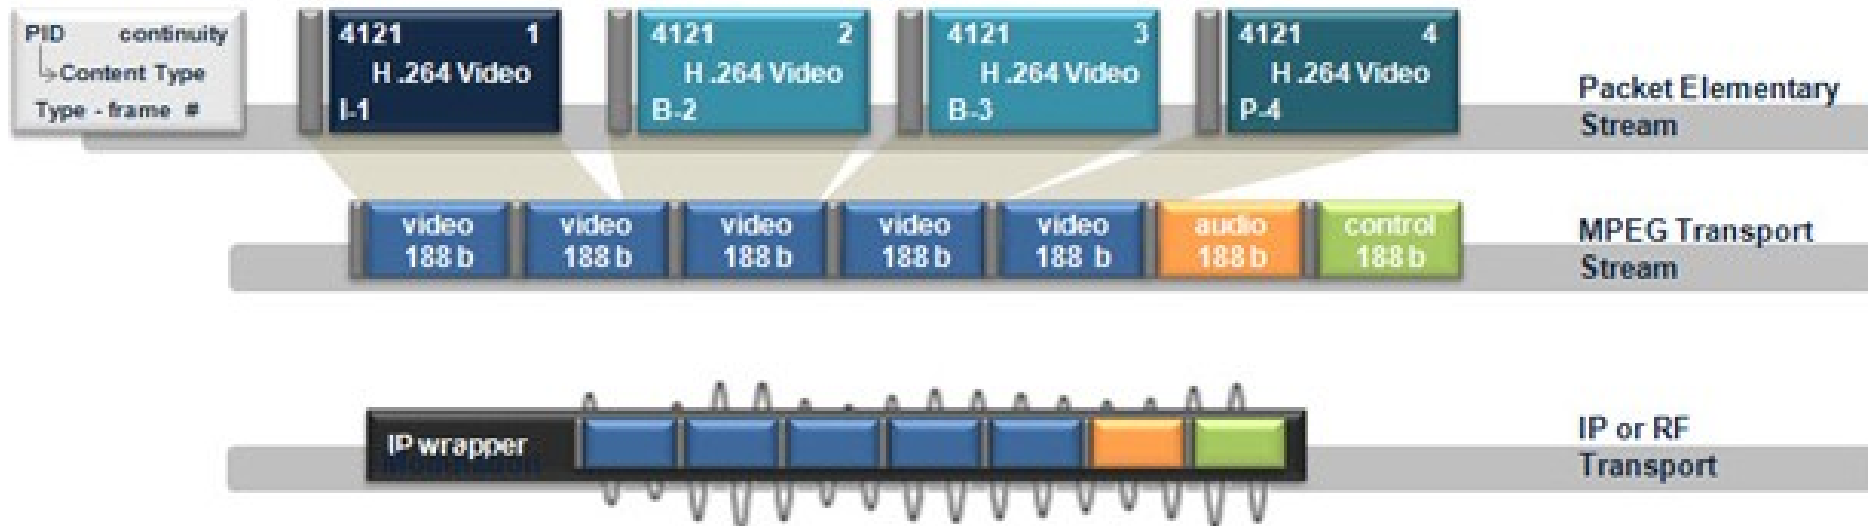 PID continuity
Content Type
Type - frame #
4121 1
H.264 Video
I-1
4121 2
H.264 Video
B-2
4121 3
H.264 Video
B-3
4121 4
H.264 Video
P-4
Packet Elementary
Stream
video
188 b
video
188 b
video
188 b
video
188 b
video
188 b
audio
188 b
control
188 b
MPEG Transport
Stream
IP wrapper
IP or RF
Transport